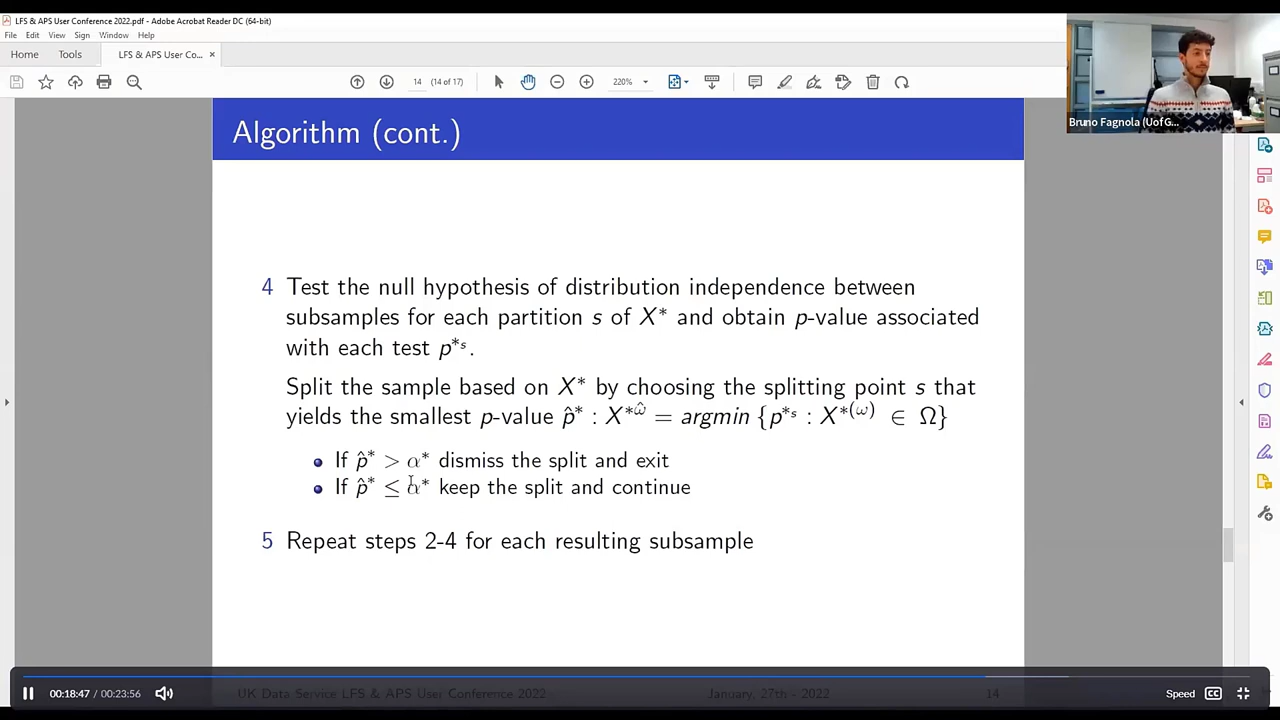 LFS & APS User Conference 2022.pdf - Adobe Acrobat Reader DC (64-bit)
File Edit View Sign Window Help
Home Tools LFS & APS User Co... ×
14 (14 of 17) 220%
Bruno Fagnola (UofG...
Algorithm (cont.)
4 Test the null hypothesis of distribution independence between
subsamples for each partition s of X* and obtain p-value associated
with each test p*ˢ.
Split the sample based on X* by choosing the splitting point s that
yields the smallest p-value p̂* : X*ω̂ = argmin {p*ˢ : X*(ω) ∈ Ω}
• If p̂* > α* dismiss the split and exit
• If p̂* ≤ α* keep the split and continue
5 Repeat steps 2-4 for each resulting subsample
UK Data Service LFS & APS User Conference 2022 January, 27th - 2022 14
00:18:47 / 00:23:56 Speed CC